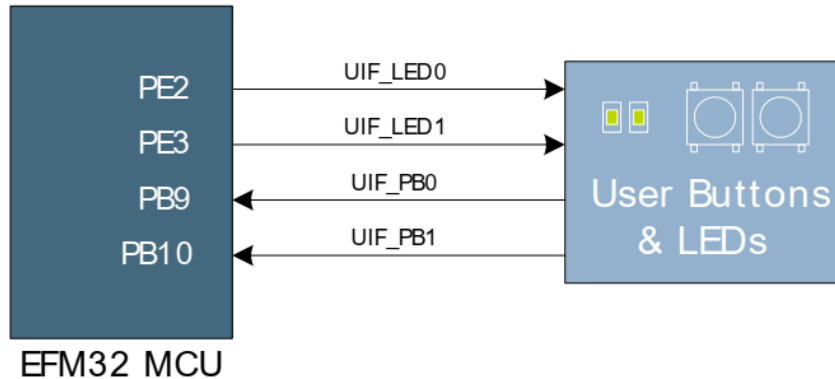 PE2
UIF_LED0
PE3
UIF_LED1
PB9
UIF_PB0
PB10
UIF_PB1
User Buttons
& LEDs
EFM32 MCU